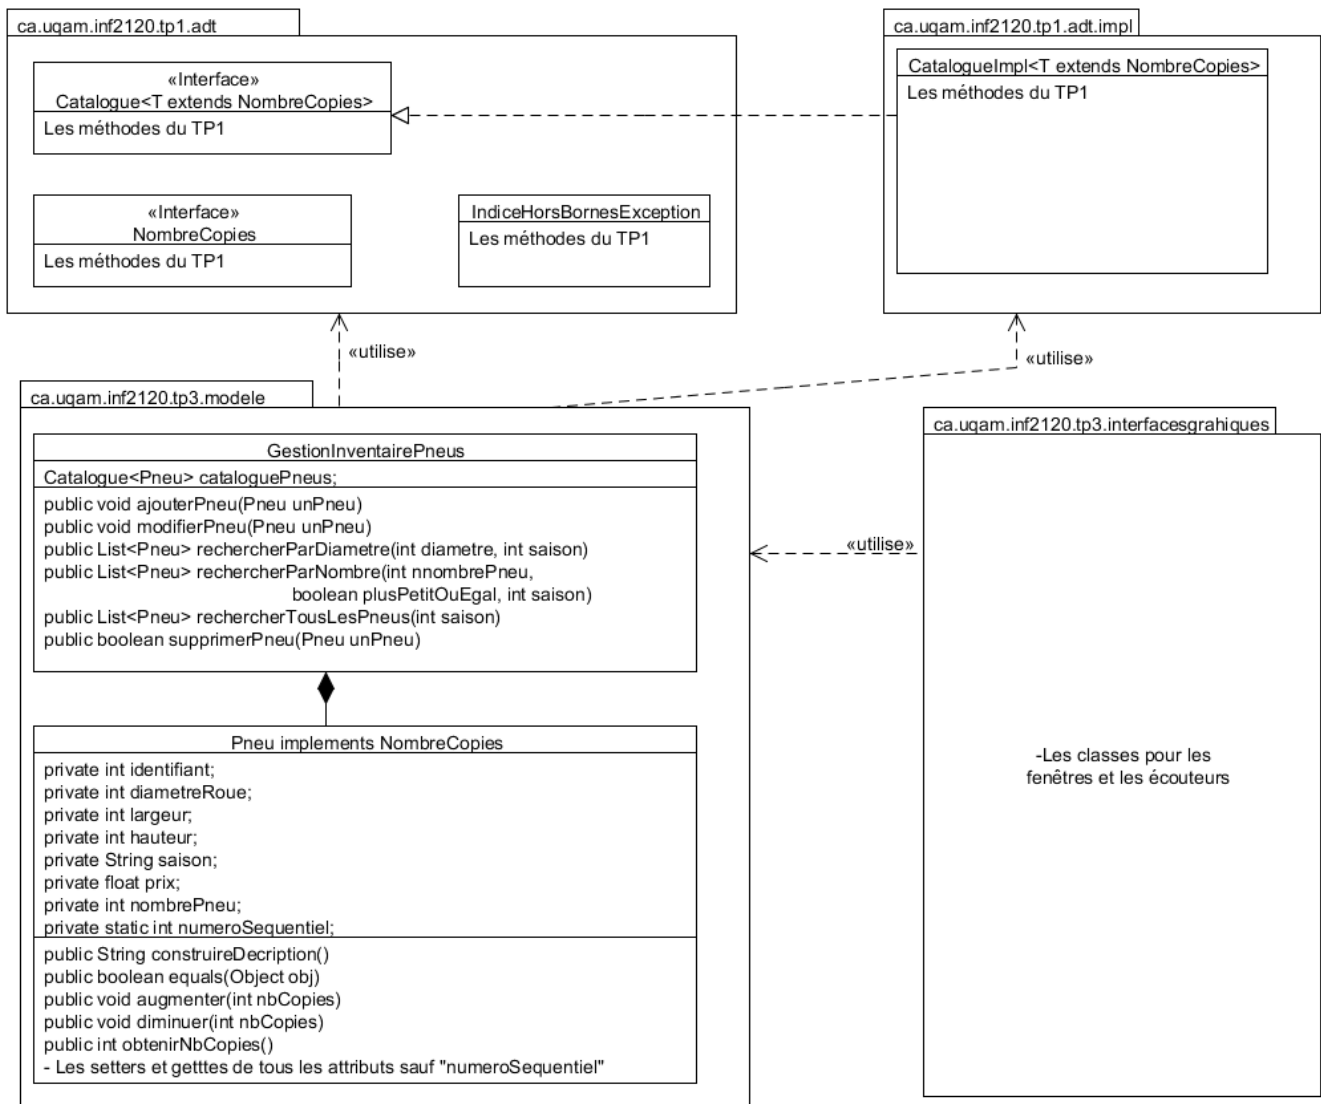 ca.uqam.inf2120.tp1.adt
«Interface»
Catalogue<T extends NombreCopies>
Les méthodes du TP1
«Interface»
NombreCopies
Les méthodes du TP1
IndiceHorsBornesException
Les méthodes du TP1
ca.uqam.inf2120.tp1.adt.impl
CatalogueImpl<T extends NombreCopies>
Les méthodes du TP1
«utilise»
«utilise»
ca.uqam.inf2120.tp3.modele
GestionInventairePneus
Catalogue<Pneu> cataloguePneus;
public void ajouterPneu(Pneu unPneu)
public void modifierPneu(Pneu unPneu)
public List<Pneu> rechercherParDiametre(int diametre, int saison)
public List<Pneu> rechercherParNombre(int nnombrePneu,
boolean plusPetitOuEgal, int saison)
public List<Pneu> rechercherTousLesPneus(int saison)
public boolean supprimerPneu(Pneu unPneu)
Pneu implements NombreCopies
private int identifiant;
private int diametreRoue;
private int largeur;
private int hauteur;
private String saison;
private float prix;
private int nombrePneu;
private static int numeroSequentiel;
public String construireDecription()
public boolean equals(Object obj)
public void augmenter(int nbCopies)
public void diminuer(int nbCopies)
public int obtenirNbCopies()
- Les setters et getttes de tous les attributs sauf "numeroSequentiel"
«utilise»
ca.uqam.inf2120.tp3.interfacesgrahiques
-Les classes pour les
fenêtres et les écouteurs